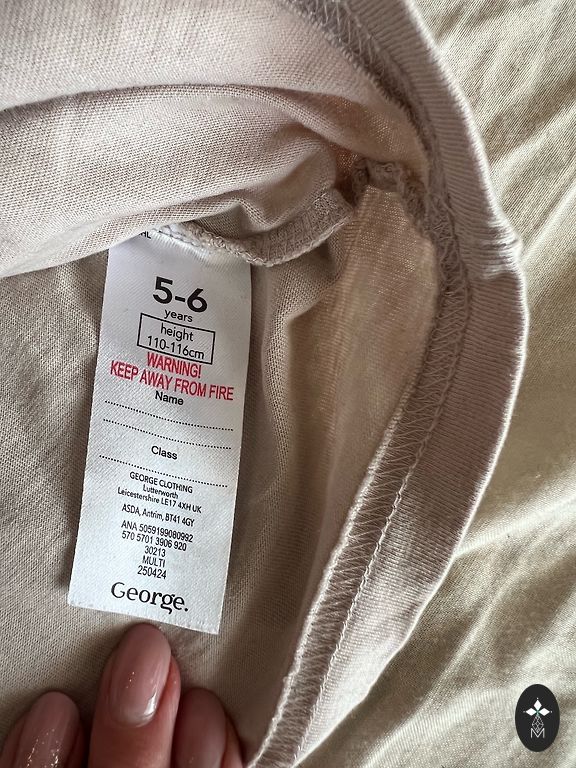 5-6
years
height
110-116cm
WARNING!
KEEP AWAY FROM FIRE
Name
Class
GEORGE CLOTHING
Lutterworth
Leicestershire LE17 4XH UK
ASDA, Antrim, BT41 4GY
ANA 5059199080992
570 5701 3906 920
30213
MULTI
250424
George.